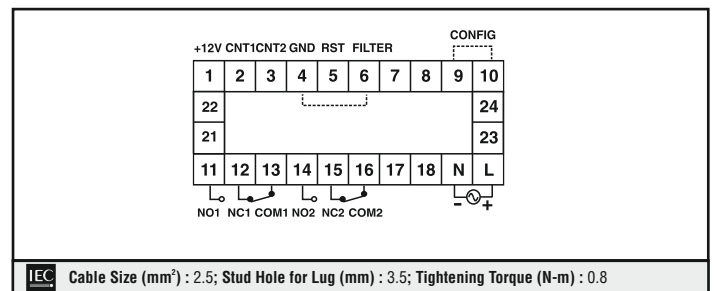 CONFIG
+12V CNT1 CNT2 GND RST FILTER
1 2 3 4 5 6 7 8 9 10
22 24
21 23
11 12 13 14 15 16 17 18 N L
- +
NO1 NC1 COM1 NO2 NC2 COM2
IEC Cable Size (mm²) : 2.5; Stud Hole for Lug (mm) : 3.5; Tightening Torque (N-m) : 0.8